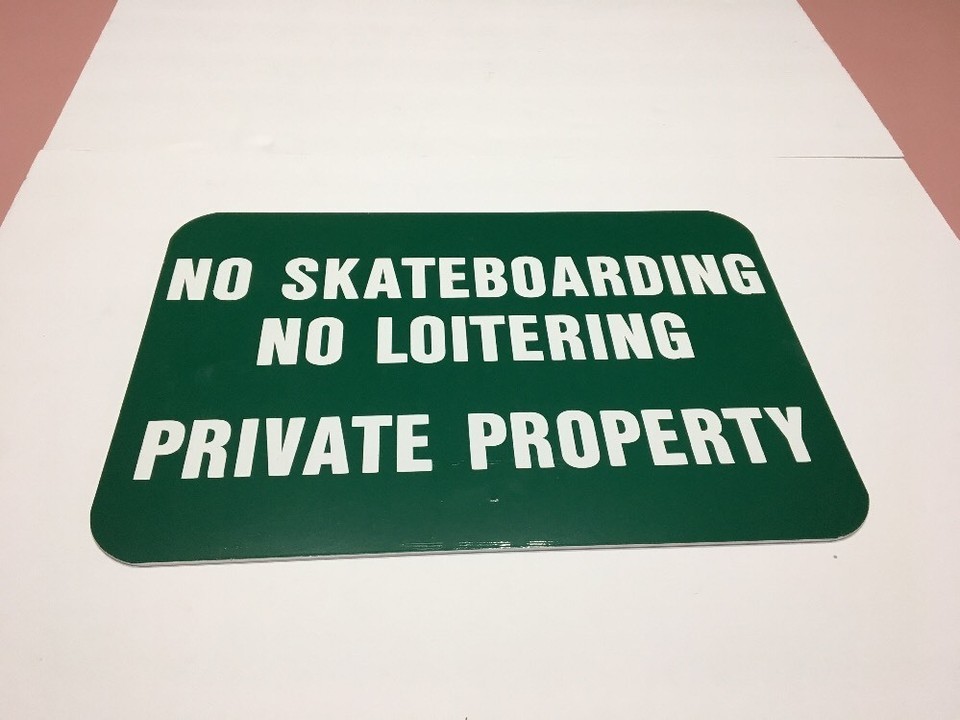 NO SKATEBOARDING
NO LOITERING
PRIVATE PROPERTY